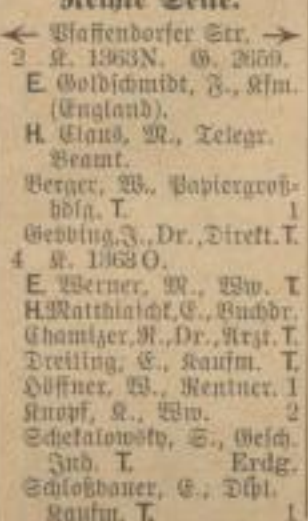 Rechte Seite.
← Pfaffendorfer Str. →
2 K. 1363N. G. 2659.
E. Goldschmidt, J., Kfm.
(England).
H. Claus, M., Telegr.
Beamt.
Berger, W., Papiergroß-
hdlg. T. 1
Gebbing, J., Dr., Direkt. T.
4 K. 1363 O.
E. Werner, M., Ww. T.
H. Matthiaschk, E., Buchdr.
Chamizer, R., Dr., Arzt. T.
Dreiling, E., Kaufm. T.
Höffner, W., Rentner. 1
Knopf, K., Ww. 2
Schekalowsky, S., Gesch.
Inh. T. Erdg.
Schloßbauer, E., Dipl.
Kaufm. T. 1